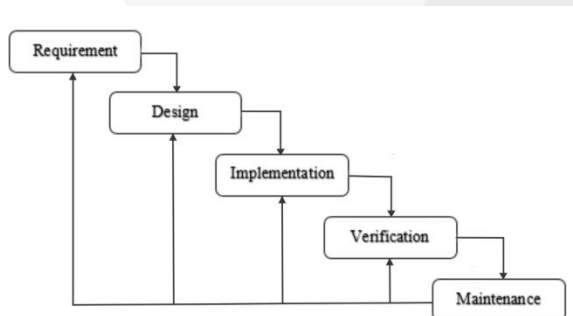 Requirement
Design
Implementation
Verification
Maintenance